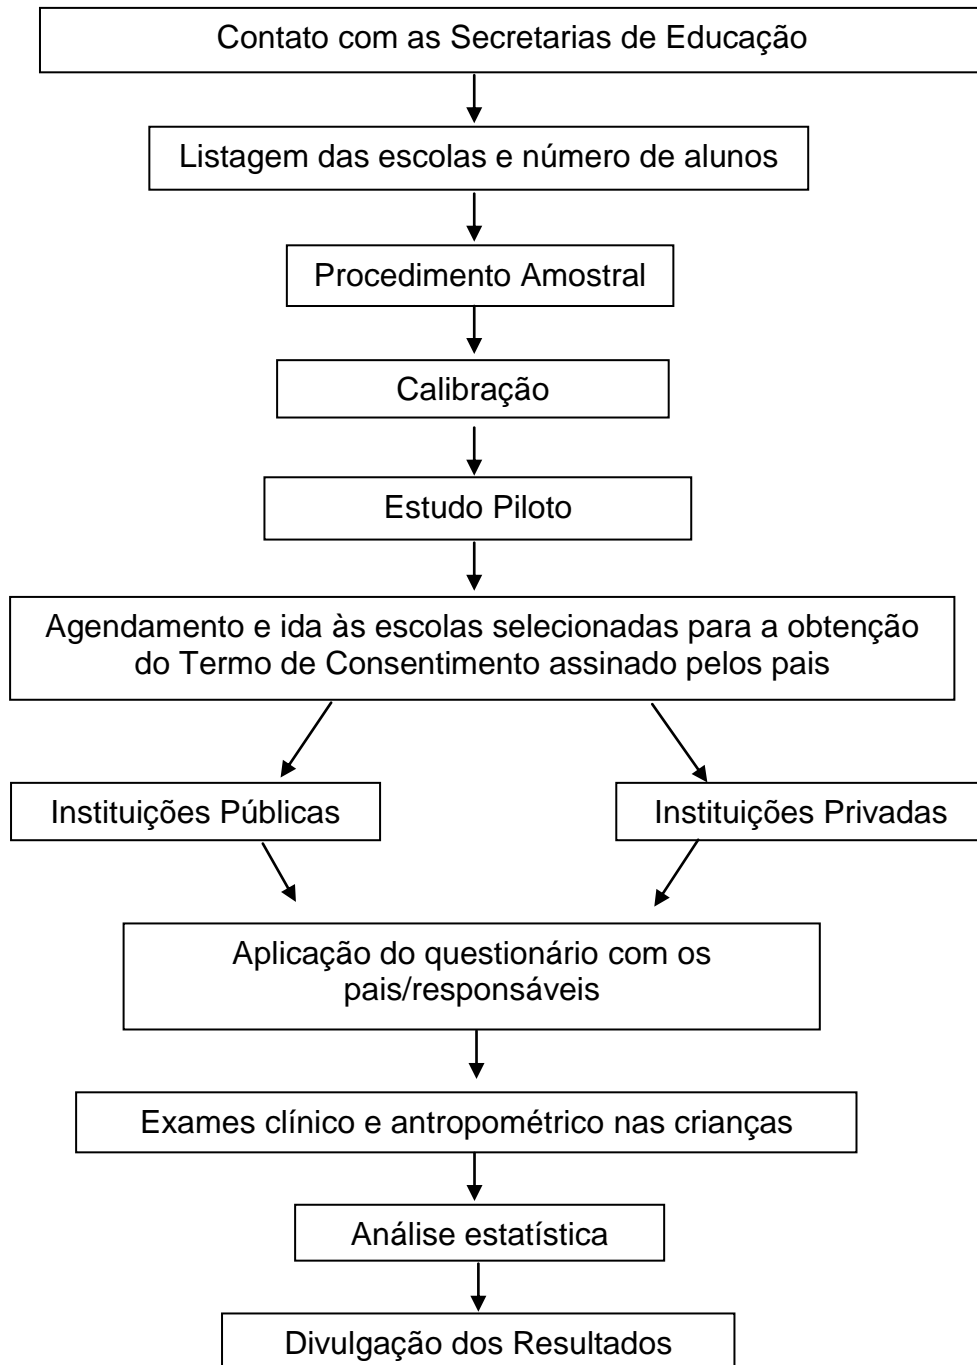 Contato com as Secretarias de Educação
Listagem das escolas e número de alunos
Procedimento Amostral
Calibração
Estudo Piloto
Agendamento e ida às escolas selecionadas para a obtenção
do Termo de Consentimento assinado pelos pais
Instituições Públicas
Instituições Privadas
Aplicação do questionário com os
pais/responsáveis
Exames clínico e antropométrico nas crianças
Análise estatística
Divulgação dos Resultados